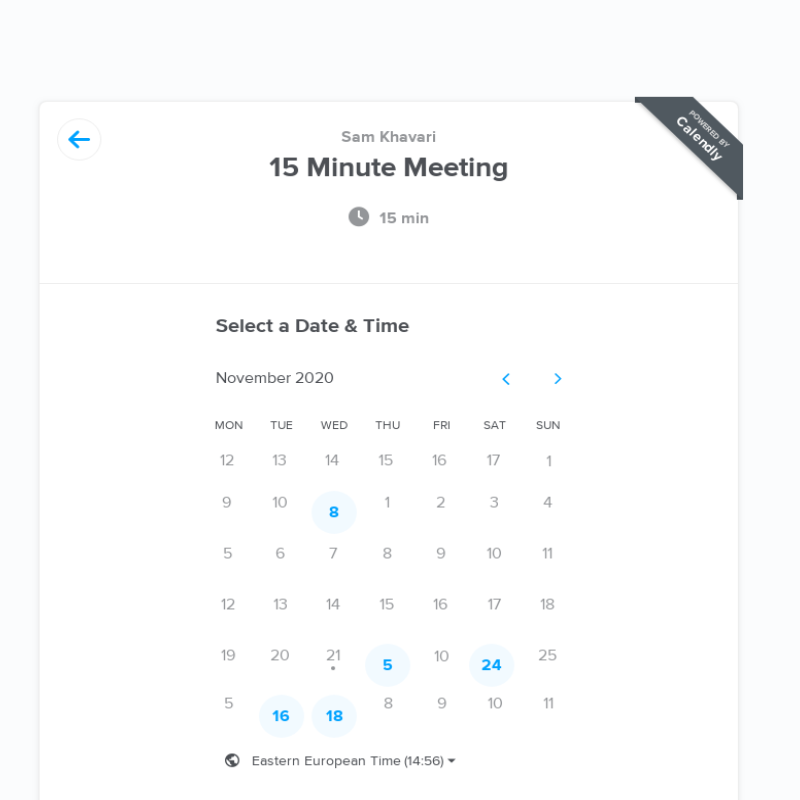 POWERED BY
Calendly
Sam Khavari
15 Minute Meeting
15 min
Select a Date & Time
November 2020
MON TUE WED THU FRI SAT SUN
12 13 14 15 16 17 1
9 10 8 1 2 3 4
5 6 7 8 9 10 11
12 13 14 15 16 17 18
19 20 21 5 10 24 25
5 16 18 8 9 10 11
Eastern European Time (14:56)